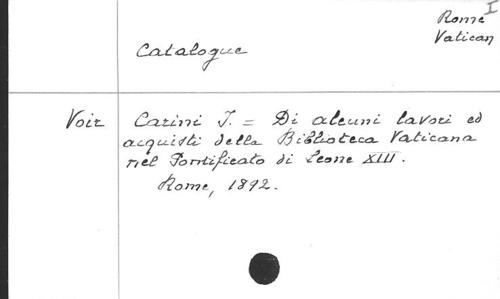 I
Rome
Vatican
Catalogue
Voir Carini I. = Di alcuni lavori ed
acquisti della Biblioteca Vaticana
nel Pontificato di Leone XIII.
Rome, 1892.